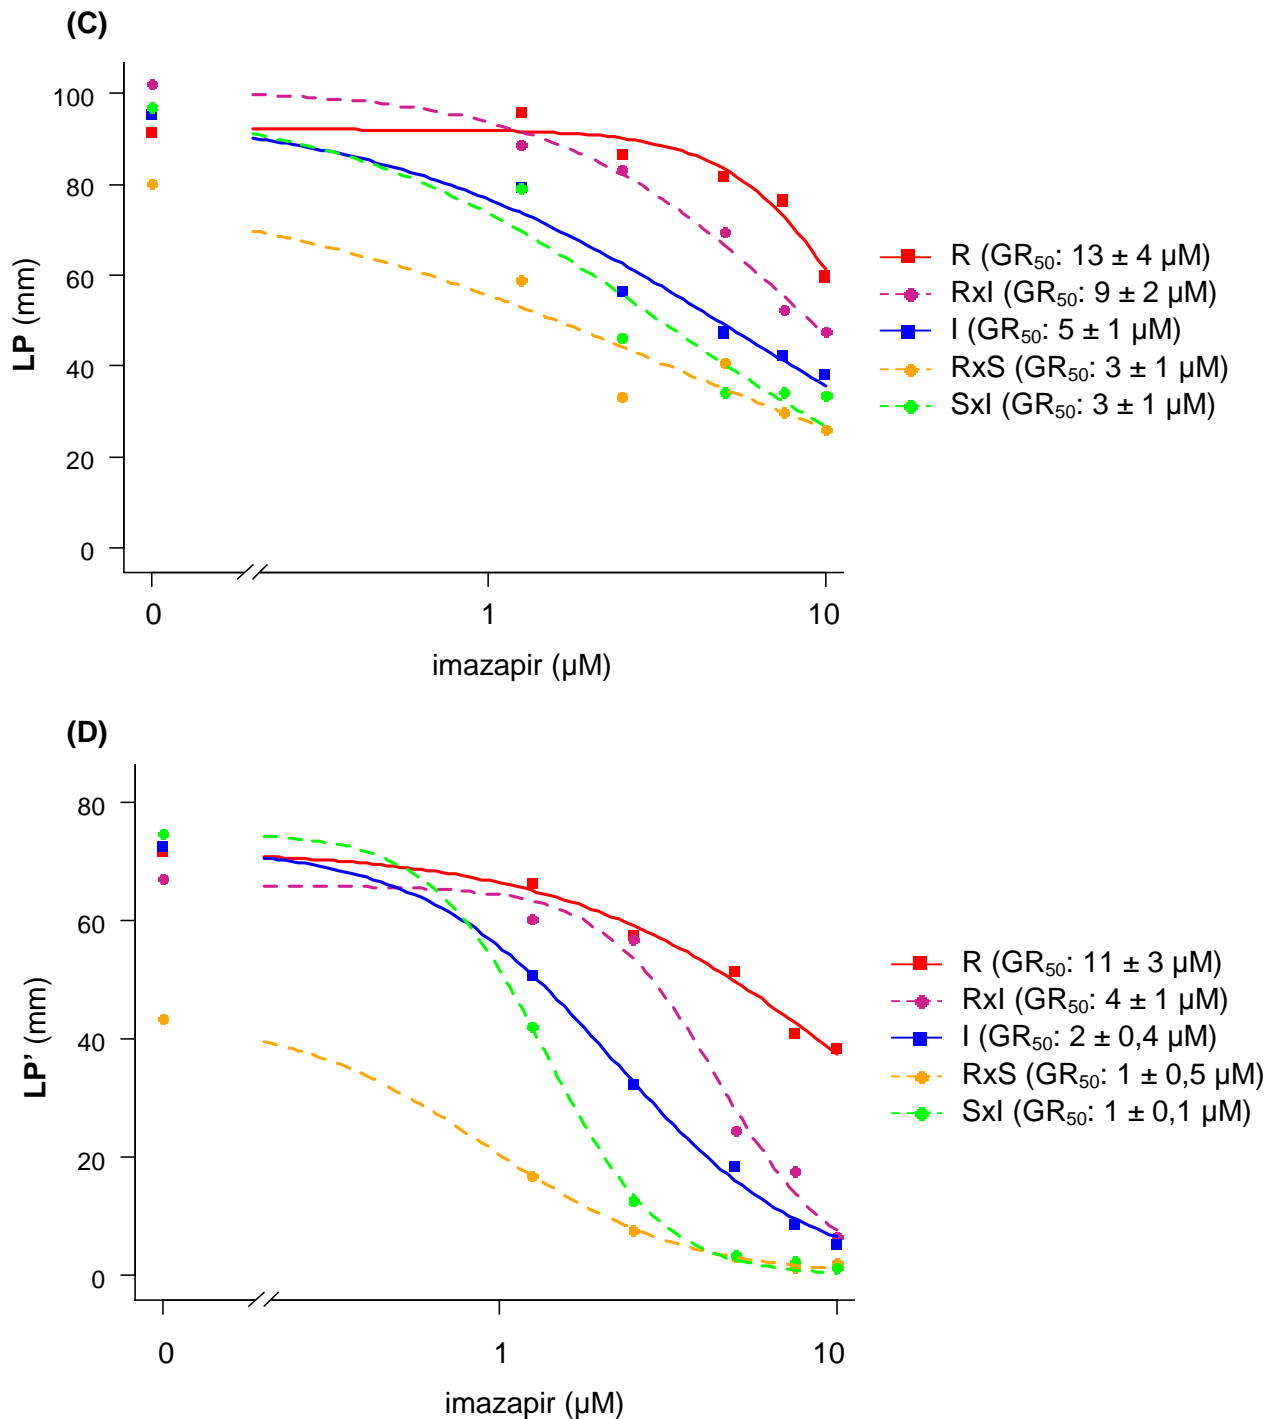 (C)
100
80
60
40
20
0
LP (mm)
0 1 10
imazapir (µM)
R (GR₅₀: 13 ± 4 µM)
RxI (GR₅₀: 9 ± 2 µM)
I (GR₅₀: 5 ± 1 µM)
RxS (GR₅₀: 3 ± 1 µM)
SxI (GR₅₀: 3 ± 1 µM)
(D)
80
60
40
20
0
LP’ (mm)
0 1 10
imazapir (µM)
R (GR₅₀: 11 ± 3 µM)
RxI (GR₅₀: 4 ± 1 µM)
I (GR₅₀: 2 ± 0,4 µM)
RxS (GR₅₀: 1 ± 0,5 µM)
SxI (GR₅₀: 1 ± 0,1 µM)